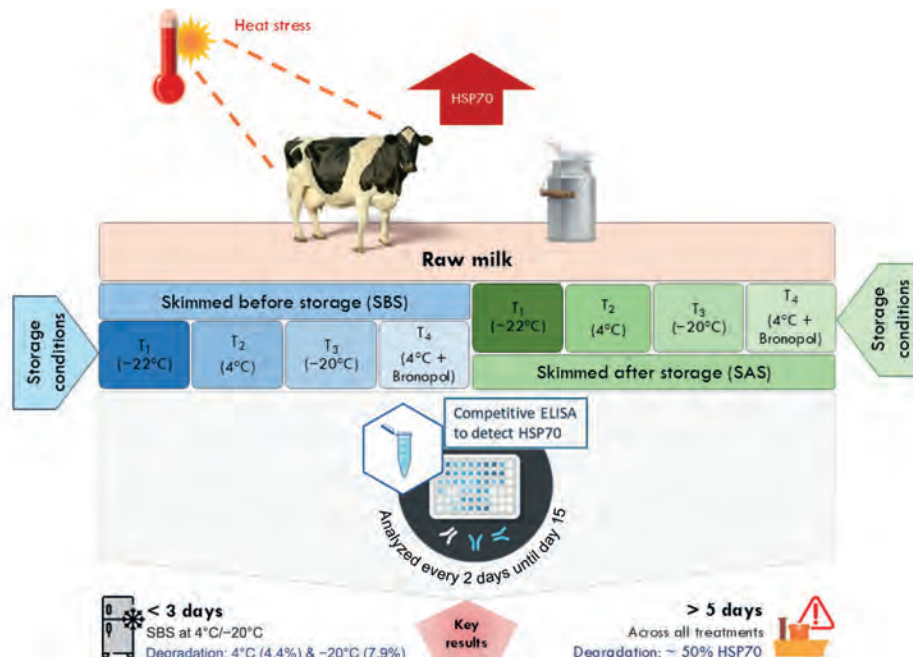 Heat stress
HSP70
Raw milk
Storage
conditions
Skimmed before storage (SBS)
T1
(−22°C)
T2
(4°C)
T3
(−20°C)
T4
(4°C +
Bronopol)
T1
(−22°C)
T2
(4°C)
T3
(−20°C)
T4
(4°C +
Bronopol)
Skimmed after storage (SAS)
Storage
conditions
Competitive ELISA
to detect HSP70
Analyzed every 2 days until day 15
< 3 days
SBS at 4°C/−20°C
Degradation: 4°C (4.4%) & −20°C (7.9%)
Key
results
> 5 days
Across all treatments
Degradation: ~ 50% HSP70